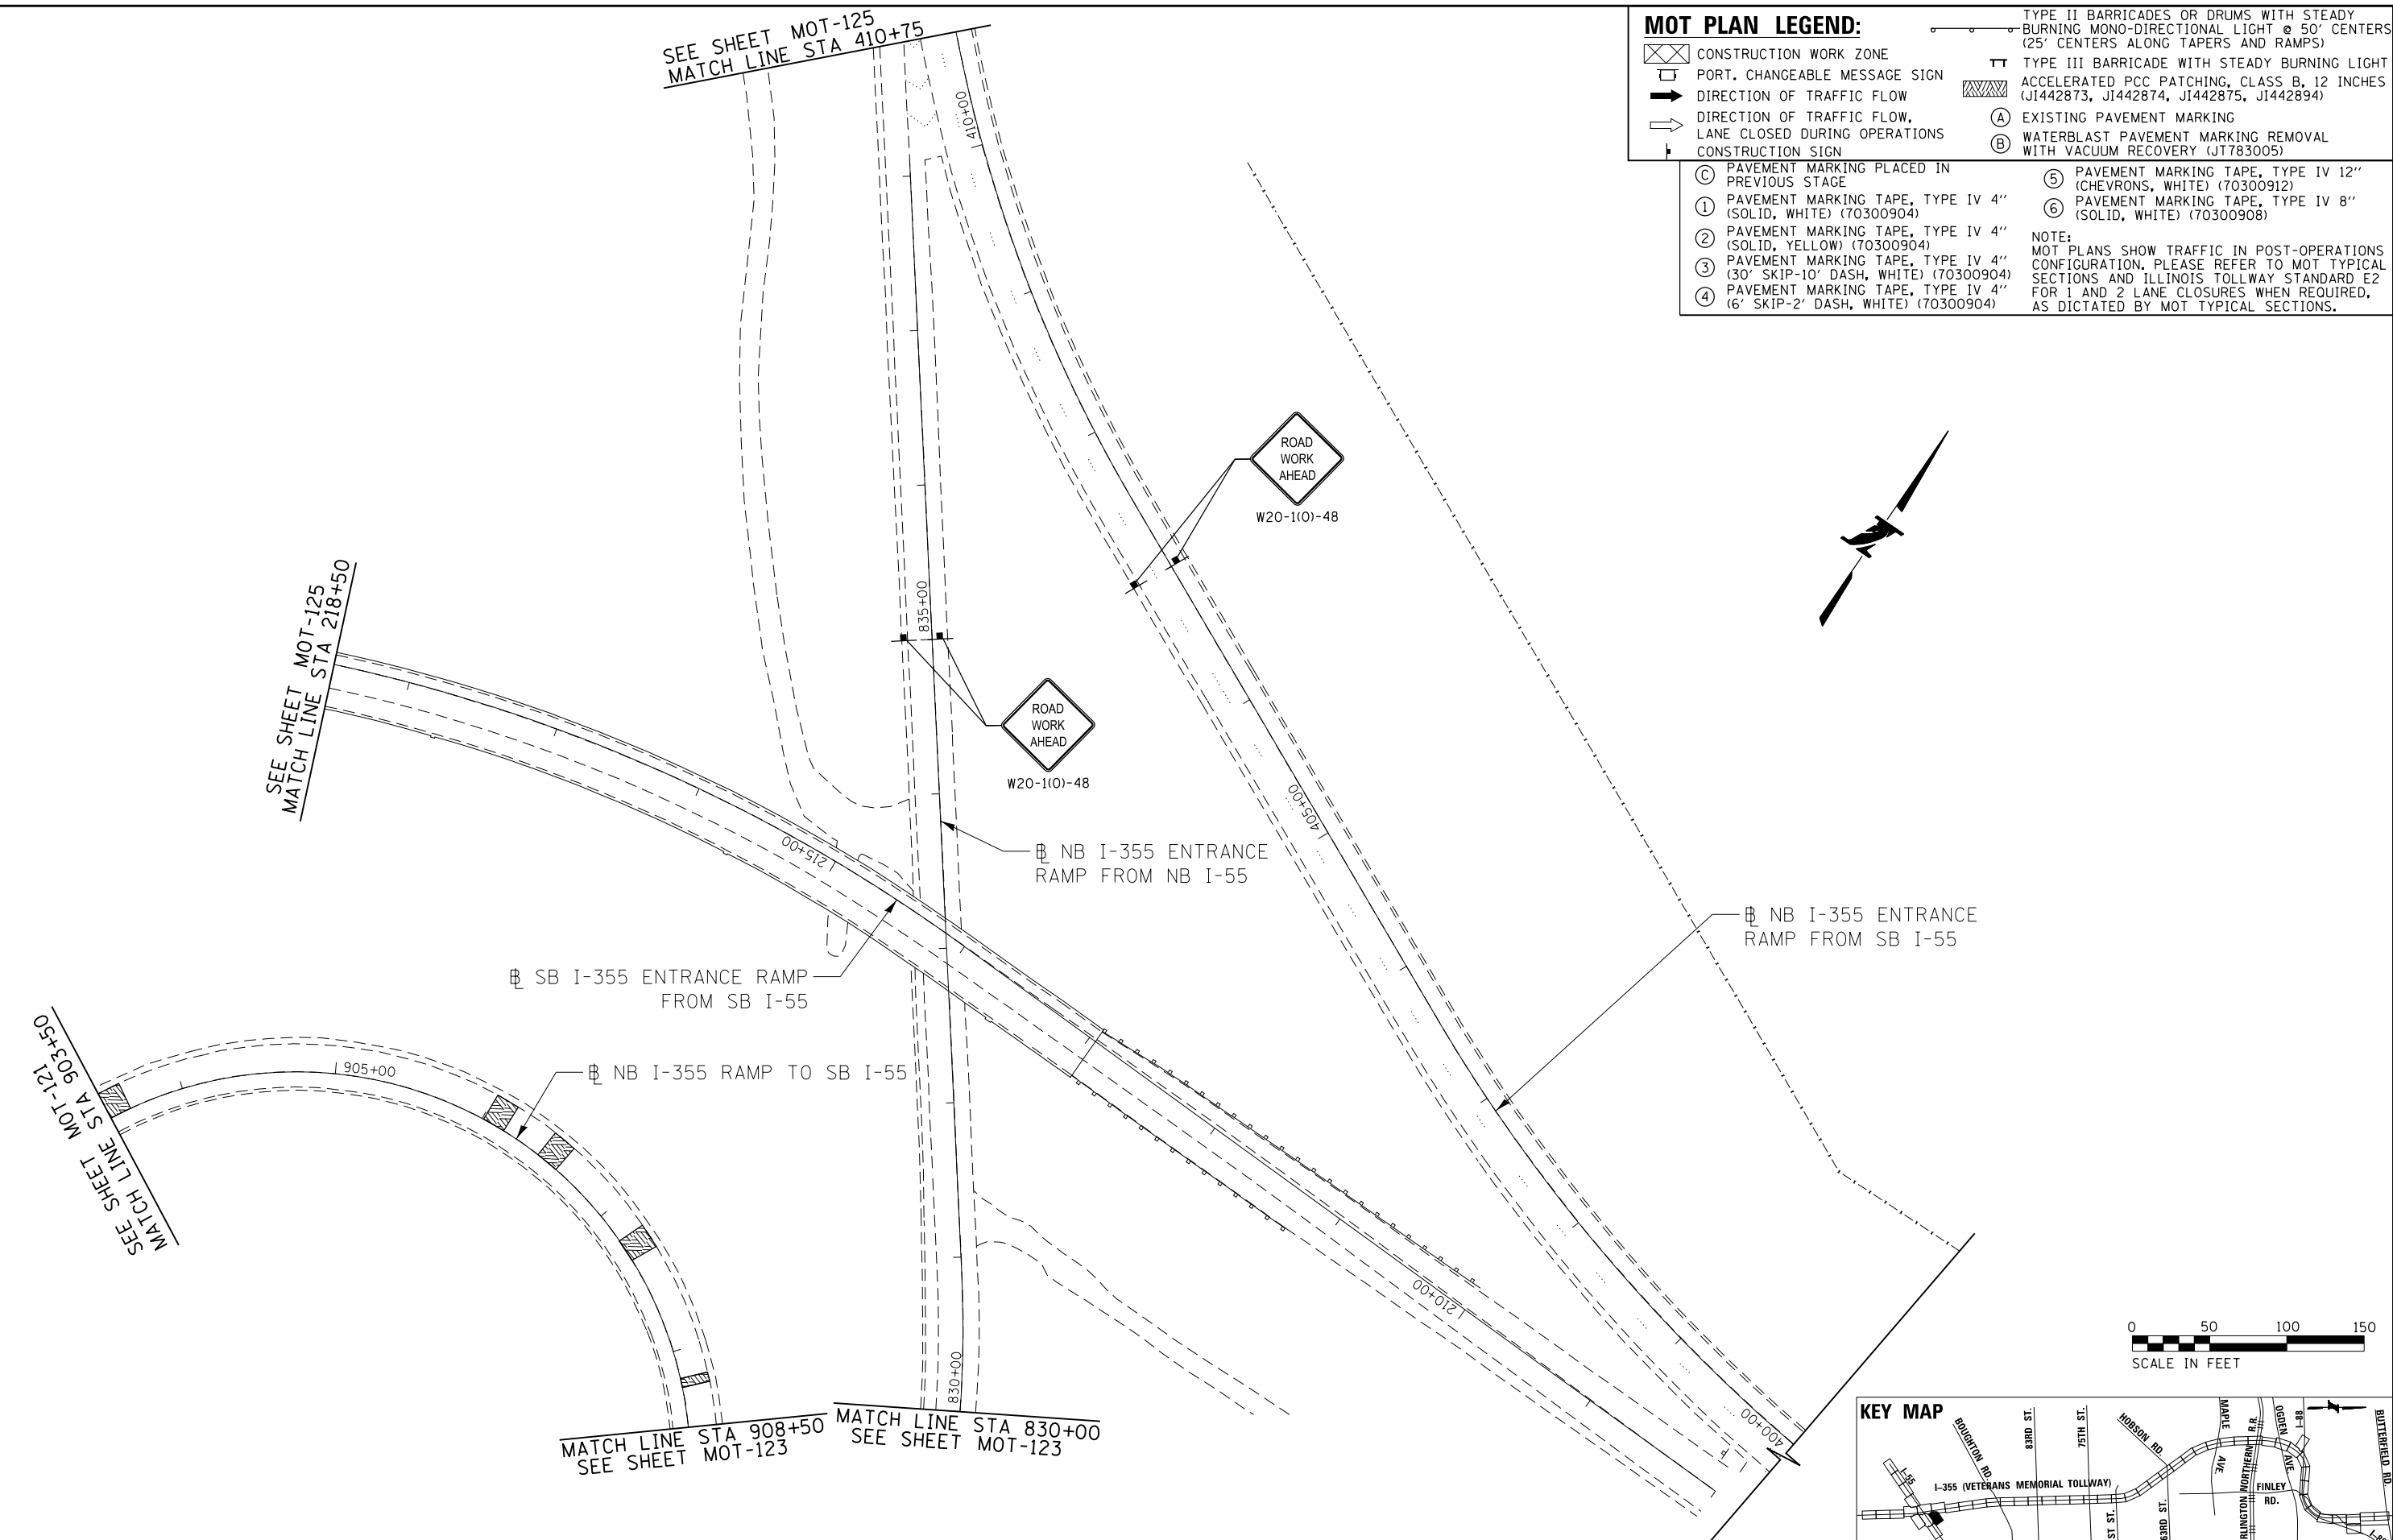 SEE SHEET MOT-125
MATCH LINE STA 410+75
MOT PLAN LEGEND:
CONSTRUCTION WORK ZONE
PORT. CHANGEABLE MESSAGE SIGN
DIRECTION OF TRAFFIC FLOW
DIRECTION OF TRAFFIC FLOW,
LANE CLOSED DURING OPERATIONS
CONSTRUCTION SIGN
TYPE II BARRICADES OR DRUMS WITH STEADY
BURNING MONO-DIRECTIONAL LIGHT @ 50' CENTERS
(25' CENTERS ALONG TAPERS AND RAMPS)
TYPE III BARRICADE WITH STEADY BURNING LIGHT
ACCELERATED PCC PATCHING, CLASS B, 12 INCHES
(JI442873, JI442874, JI442875, JI442894)
A EXISTING PAVEMENT MARKING
B WATERBLAST PAVEMENT MARKING REMOVAL
WITH VACUUM RECOVERY (JT783005)
C PAVEMENT MARKING PLACED IN
PREVIOUS STAGE
1 PAVEMENT MARKING TAPE, TYPE IV 4''
(SOLID, WHITE) (70300904)
2 PAVEMENT MARKING TAPE, TYPE IV 4''
(SOLID, YELLOW) (70300904)
3 PAVEMENT MARKING TAPE, TYPE IV 4''
(30' SKIP-10' DASH, WHITE) (70300904)
4 PAVEMENT MARKING TAPE, TYPE IV 4''
(6' SKIP-2' DASH, WHITE) (70300904)
5 PAVEMENT MARKING TAPE, TYPE IV 12''
(CHEVRONS, WHITE) (70300912)
6 PAVEMENT MARKING TAPE, TYPE IV 8''
(SOLID, WHITE) (70300908)
NOTE:
MOT PLANS SHOW TRAFFIC IN POST-OPERATIONS
CONFIGURATION. PLEASE REFER TO MOT TYPICAL
SECTIONS AND ILLINOIS TOLLWAY STANDARD E2
FOR 1 AND 2 LANE CLOSURES WHEN REQUIRED,
AS DICTATED BY MOT TYPICAL SECTIONS.
410+00
ROAD
WORK
AHEAD
W20-1(O)-48
835+00
SEE SHEET MOT-125
MATCH LINE STA 218+50
ROAD
WORK
AHEAD
W20-1(O)-48
405+00
215+00
B NB I-355 ENTRANCE
RAMP FROM NB I-55
B NB I-355 ENTRANCE
RAMP FROM SB I-55
B SB I-355 ENTRANCE RAMP
FROM SB I-55
SEE SHEET MOT-121
MATCH LINE STA 903+50
905+00
B NB I-355 RAMP TO SB I-55
210+00
830+00
400+00
MATCH LINE STA 908+50
SEE SHEET MOT-123
MATCH LINE STA 830+00
SEE SHEET MOT-123
0 50 100 150
SCALE IN FEET
KEY MAP
I-55
BOUGHTON RD.
83RD ST.
75TH ST.
HOBSON RD.
MAPLE
AVE.
R.R.
OGDEN
AVE.
I-88
BUTTERFIELD RD.
I-355 (VETERANS MEMORIAL TOLLWAY)
FINLEY
RD.
63RD ST.